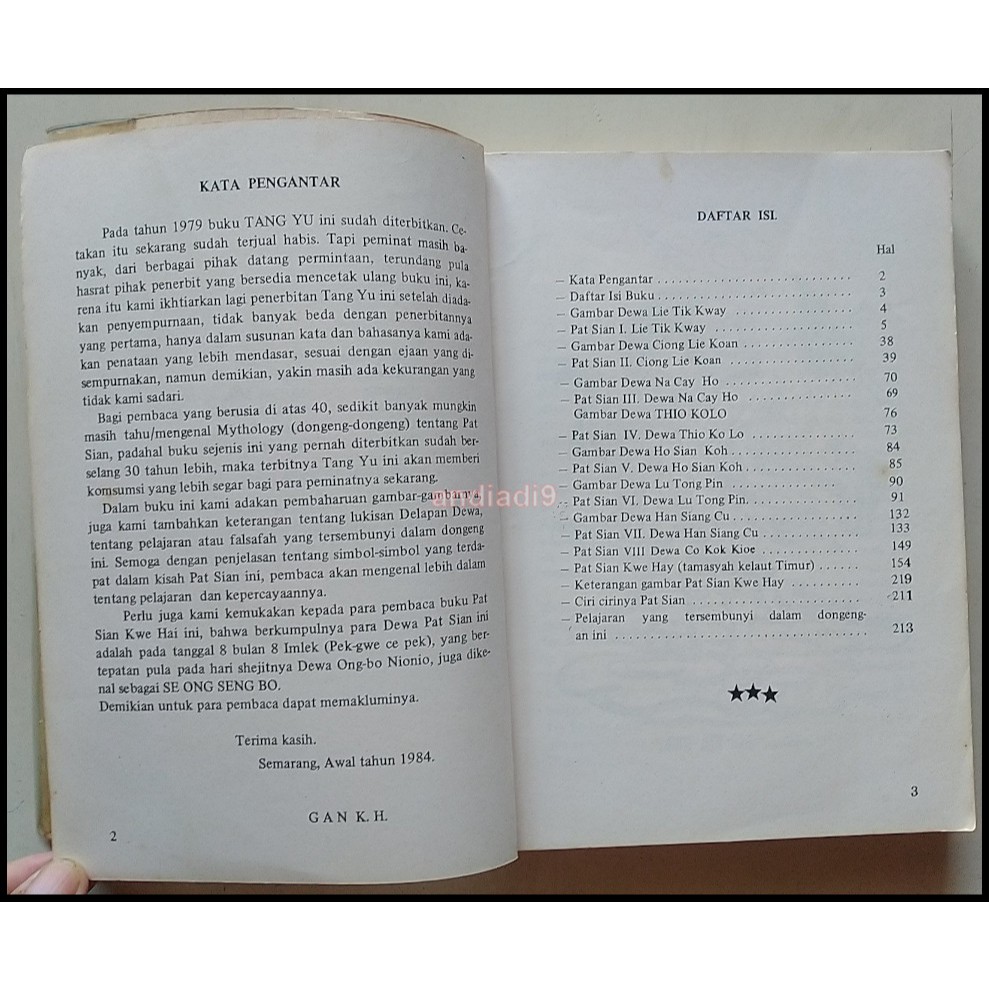 KATA PENGANTAR
Pada tahun 1979 buku TANG YU ini sudah diterbitkan. Ce-
takan itu sekarang sudah terjual habis. Tapi peminat masih ba-
nyak, dari berbagai pihak datang permintaan, terundang pula
hasrat pihak penerbit yang bersedia mencetak ulang buku ini, ka-
rena itu kami ikhtiarkan lagi penerbitan Tang Yu ini setelah diada-
kan penyempurnaan, tidak banyak beda dengan penerbitannya
yang pertama, hanya dalam susunan kata dan bahasanya kami ada-
kan penataan yang lebih mendasar, sesuai dengan ejaan yang di-
sempurnakan, namun demikian, yakin masih ada kekurangan yang
tidak kami sadari.
Bagi pembaca yang berusia di atas 40, sedikit banyak mungkin
masih tahu/mengenal Mythology (dongeng-dongeng) tentang Pat
Sian, padahal buku sejenis ini yang pernah diterbitkan sudah ber-
selang 30 tahun lebih, maka terbitnya Tang Yu ini akan memberi
komsumsi yang lebih segar bagi para peminatnya sekarang.
Dalam buku ini kami adakan pembaharuan gambar-gambarnya,
juga kami tambahkan keterangan tentang lukisan Delapan Dewa,
tentang pelajaran atau falsafah yang tersembunyi dalam dongeng
ini. Semoga dengan penjelasan tentang simbol-simbol yang terda-
pat dalam kisah Pat Sian ini, pembaca akan mengenal lebih dalam
tentang pelajaran dan kepercayaannya.
Perlu juga kami kemukakan kepada para pembaca buku Pat
Sian Kwe Hai ini, bahwa berkumpulnya para Dewa Pat Sian ini
adalah pada tanggal 8 bulan 8 Imlek (Pek-gwe ce pek), yang ber-
tepatan pula pada hari shejitnya Dewa Ong-bo Nionio, juga dike-
nal sebagai SE ONG SENG BO.
Demikian untuk para pembaca dapat memakluminya.
Terima kasih.
Semarang, Awal tahun 1984.
GAN K.H.
2
andiadi9
DAFTAR ISI.
Hal
— Kata Pengantar . . . . . . . . . . . . . . . . . . . . . . . . . . 2
— Daftar Isi Buku . . . . . . . . . . . . . . . . . . . . . . . . . . 3
— Gambar Dewa Lie Tik Kway . . . . . . . . . . . . . . . . 4
— Pat Sian I. Lie Tik Kway . . . . . . . . . . . . . . . . . . . 5
— Gambar Dewa Ciong Lie Koan . . . . . . . . . . . . . . . 38
— Pat Sian II. Ciong Lie Koan . . . . . . . . . . . . . . . . . 39
— Gambar Dewa Na Cay Ho . . . . . . . . . . . . . . . . . 70
— Pat Sian III. Dewa Na Cay Ho . . . . . . . . . . . . . . 69
Gambar Dewa THIO KOLO 76
— Pat Sian IV. Dewa Thio Ko Lo . . . . . . . . . . . . . . 73
— Gambar Dewa Ho Sian Koh . . . . . . . . . . . . . . . . 84
— Pat Sian V. Dewa Ho Sian Koh . . . . . . . . . . . . . . 85
— Gambar Dewa Lu Tong Pin . . . . . . . . . . . . . . 90
— Pat Sian VI. Dewa Lu Tong Pin. . . . . . . . . . . . . . 91
— Gambar Dewa Han Siang Cu . . . . . . . . . . . . . . . . 132
— Pat Sian VII. Dewa Han Siang Cu . . . . . . . . . . . . 133
— Pat Sian VIII Dewa Co Kok Kioe . . . . . . . . . . . . . 149
— Pat Sian Kwe Hay (tamasyah kelaut Timur) . . . . . . 154
— Keterangan gambar Pat Sian Kwe Hay . . . . . . . . . . 219
— Ciri cirinya Pat Sian . . . . . . . . . . . . . . . . . . . . . . 211
— Pelajaran yang tersembunyi dalam dongeng-
an ini . . . . . . . . . . . . . . . . . . . . . . . . . . . . . . . . . 213
★★★
3